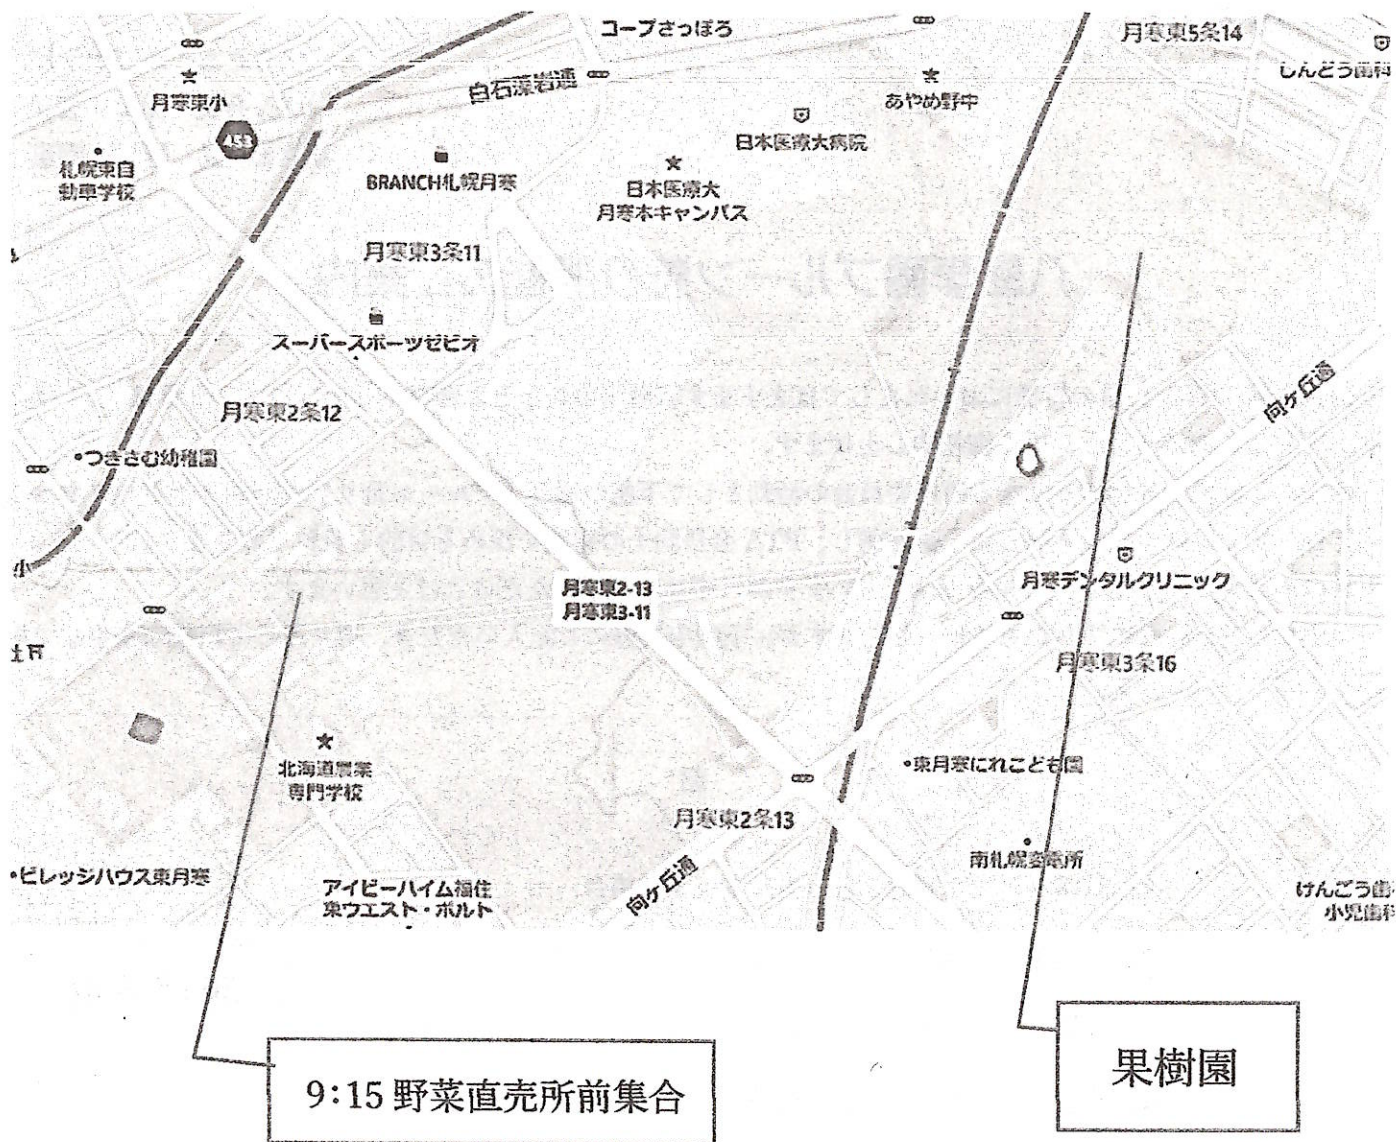 コープさっぽろ
月寒東5条14
しんどう歯科
白石藻岩通
月寒東小
あやめ野中
453
日本医療大病院
札幌東自
動車学校
BRANCH札幌月寒
日本医療大
月寒本キャンパス
月寒東3条11
スーパースポーツゼビオ
向ヶ丘通
月寒東2条12
つきさむ幼稚園
小
月寒東2-13
月寒東3-11
月寒デンタルクリニック
月寒東3条16
北海道農業
専門学校
東月寒にれこども園
月寒東2条13
南札幌変電所
ビレッジハウス東月寒
アイビーハイム福住
東ウエスト・ポルト
向ヶ丘通
けんごう歯
小児歯科
9:15 野菜直売所前集合
果樹園